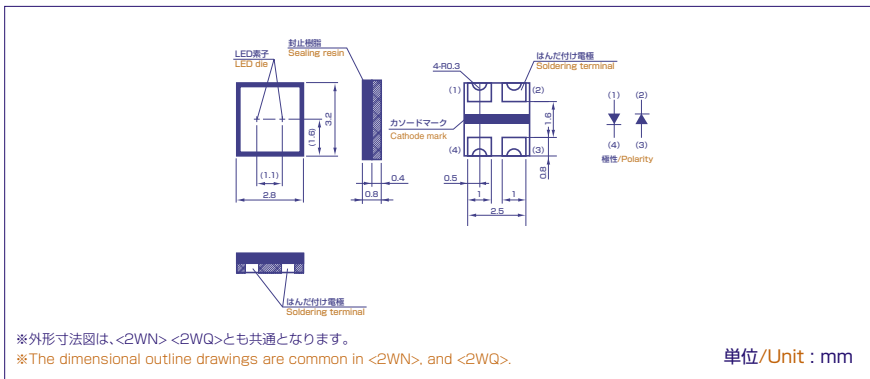 LED素子
LED die
封止樹脂
Sealing resin
3.2
(1.6)
(1.1)
2.8
0.4
0.8
4-R0.3
はんだ付け電極
Soldering terminal
(1)
(2)
カソードマーク
Cathode mark
1.6
(4)
(3)
0.8
0.5
1
1
2.5
(1)
(2)
(4)
(3)
極性/Polarity
はんだ付け電極
Soldering terminal
※外形寸法図は、<2WN> <2WQ>とも共通となります。
※The dimensional outline drawings are common in <2WN>, and <2WQ>.
単位/Unit : mm